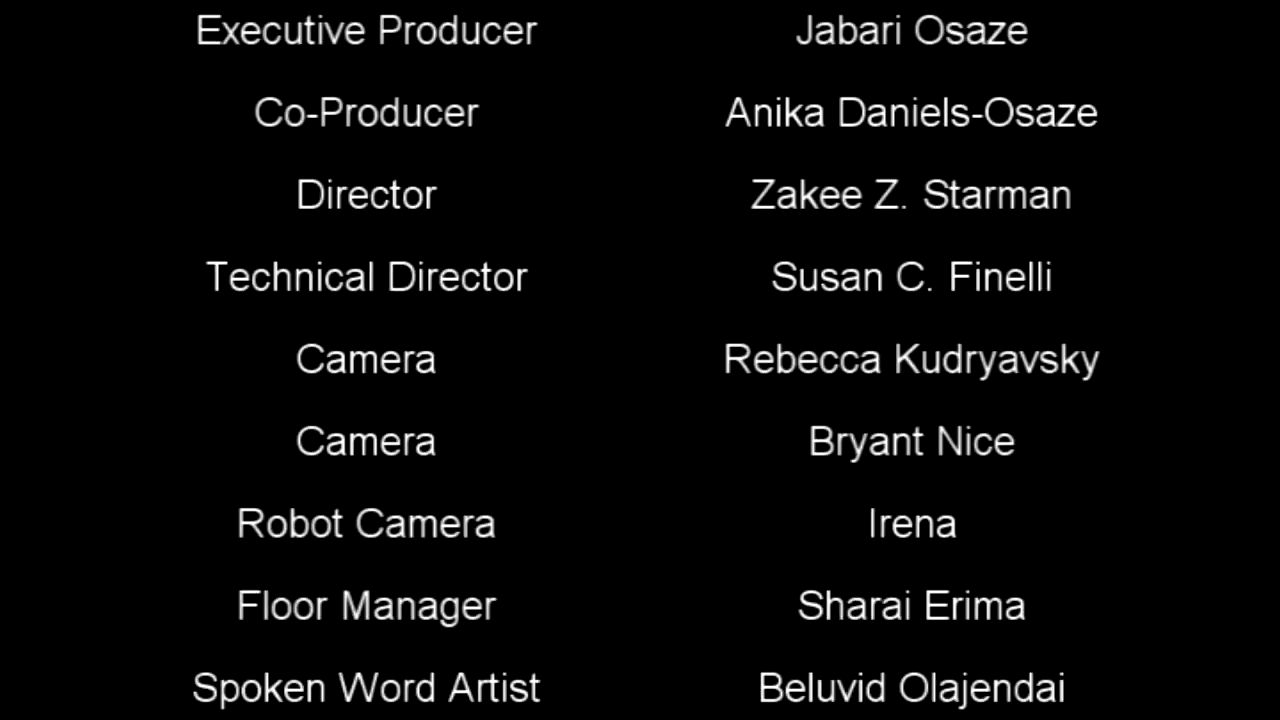 Executive Producer Jabari Osaze
Co-Producer Anika Daniels-Osaze
Director Zakee Z. Starman
Technical Director Susan C. Finelli
Camera Rebecca Kudryavsky
Camera Bryant Nice
Robot Camera Irena
Floor Manager Sharai Erima
Spoken Word Artist Beluvid Olajendai